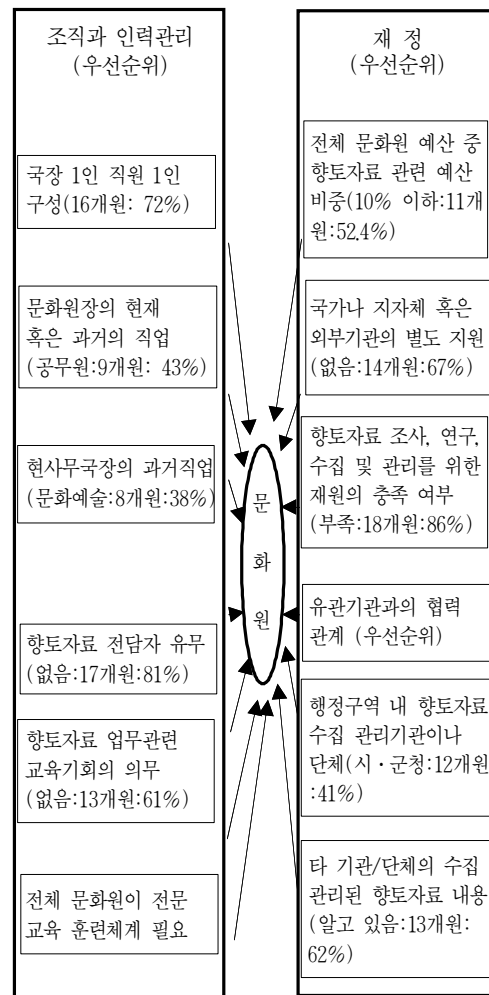 조직과 인력관리
(우선순위)
국장 1인 직원 1인
구성(16개원: 72%)
문화원장의 현재
혹은 과거의 직업
(공무원:9개원: 43%)
현사무국장의 과거직업
(문화예술:8개원:38%)
향토자료 전담자 유무
(없음:17개원:81%)
향토자료 업무관련
교육기회의 의무
(없음:13개원:61%)
전체 문화원이 전문
교육 훈련체계 필요
문
화
원
재 정
(우선순위)
전체 문화원 예산 중
향토자료 관련 예산
비중(10% 이하:11개
원:52.4%)
국가나 지자체 혹은
외부기관의 별도 지원
(없음:14개원:67%)
향토자료 조사, 연구,
수집 및 관리를 위한
재원의 충족 여부
(부족:18개원:86%)
유관기관과의 협력
관계 (우선순위)
행정구역 내 향토자료
수집 관리기관이나
단체(시·군청:12개원
:41%)
타 기관/단체의 수집
관리된 향토자료 내용
(알고 있음:13개원:
62%)